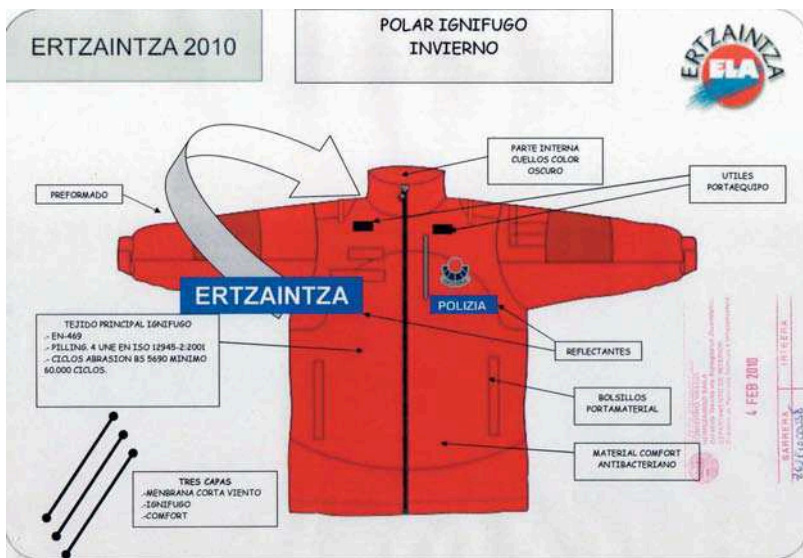 ERTZAINTZA 2010
POLAR IGNIFUGO
INVIERNO
ERTZAINTZA
ELA
PARTE INTERNA
CUELLOS COLOR
OSCURO
UTILES
PORTAEQUIPO
PREFORMADO
ERTZAINTZA
POLIZIA
TEJIDO PRINCIPAL IGNIFUGO
.- EN-469
.- PILLING. 4 UNE EN ISO 12945-2:2001
.- CICLOS ABRASION BS 5690 MINIMO
60.000 CICLOS.
REFLECTANTES
BOLSILLOS
PORTAMATERIAL
MATERIAL COMFORT
ANTIBACTERIANO
TRES CAPAS
.-MENBRANA CORTA VIENTO
.-IGNIFUGO
.-COMFORT
4 FEB 2010
SARRERA
IRTEERA